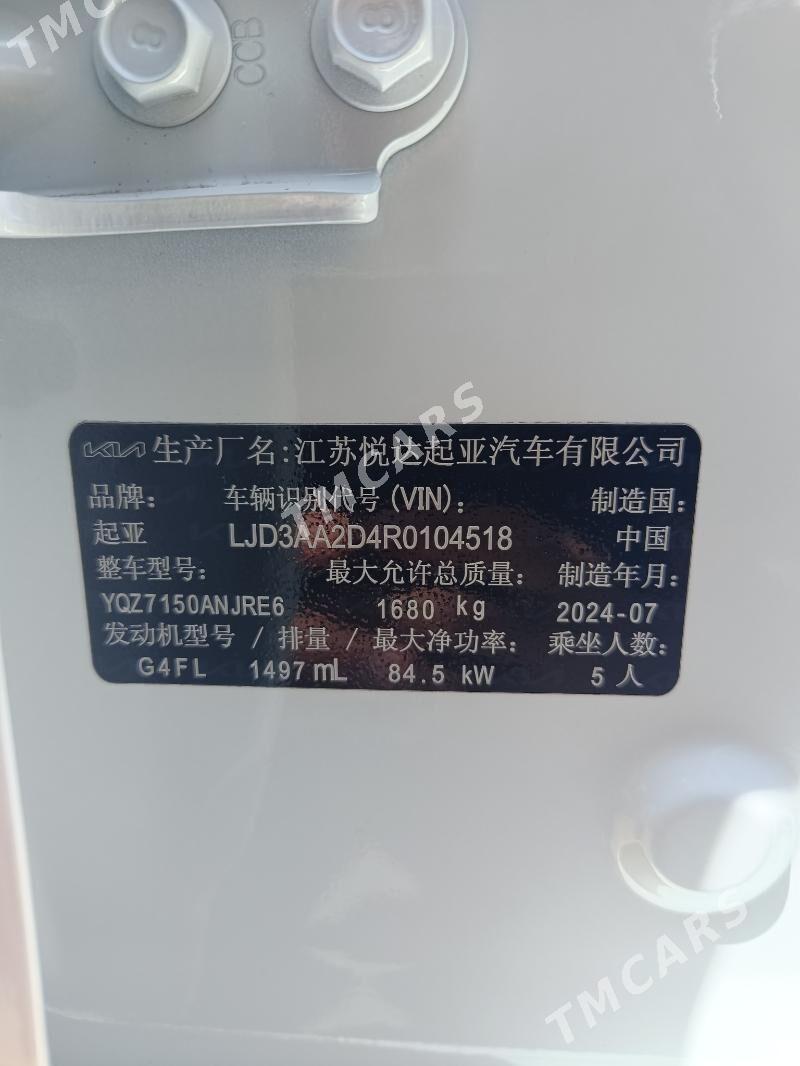 TMCARS
8
CCB
8
TMCARS
KIA 生产厂名:江苏悦达起亚汽车有限公司
品牌: 车辆识别代号(VIN): 制造国:
起亚 LJD3AA2D4R0104518 中国
整车型号: 最大允许总质量: 制造年月:
YQZ7150ANJRE6 1680 kg 2024-07
发动机型号 / 排量 / 最大净功率: 乘坐人数:
G4FL 1497 mL 84.5 kW 5 人
TMCARS
TMCARS